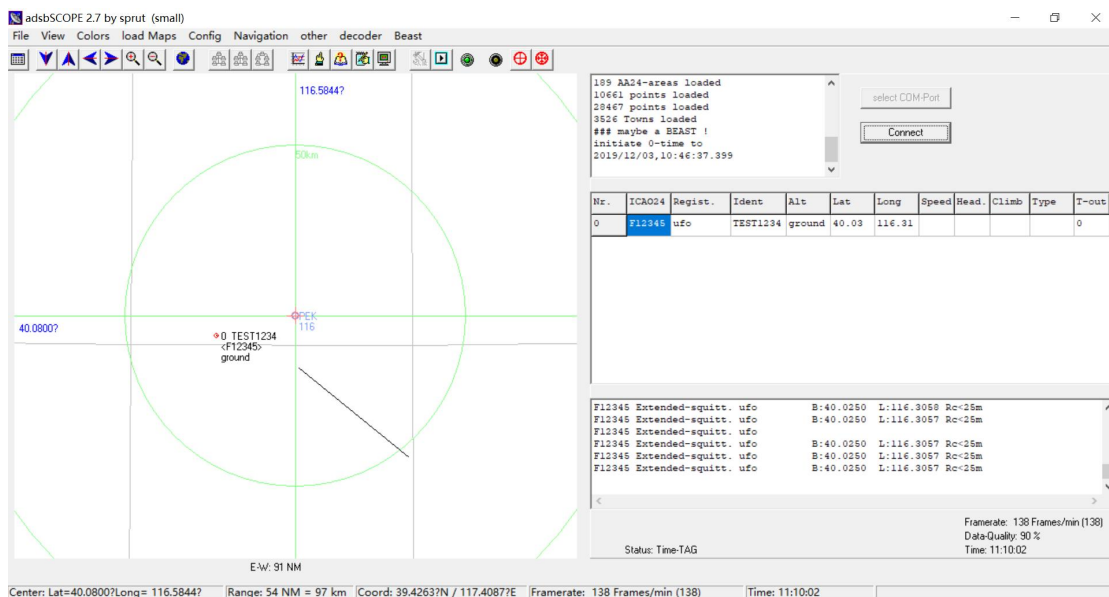 adsbSCOPE 2.7 by sprut (small)
File View Colors load Maps Config Navigation other decoder Beast
116.5844?
50km
PEK
116
40.0800?
0 TEST1234
<F12345>
ground
E-W: 91 NM
189 AA24-areas loaded
10661 points loaded
28467 points loaded
3526 Towns loaded
### maybe a BEAST !
initiate 0-time to
2019/12/03,10:46:37.399
select COM-Port
Connect
Nr. ICAO24 Regist. Ident Alt Lat Long Speed Head. Climb Type T-out
0 F12345 ufo TEST1234 ground 40.03 116.31 0
F12345 Extended-squitt. ufo B:40.0250 L:116.3058 Rc<25m
F12345 Extended-squitt. ufo B:40.0250 L:116.3057 Rc<25m
F12345 Extended-squitt. ufo
F12345 Extended-squitt. ufo B:40.0250 L:116.3057 Rc<25m
F12345 Extended-squitt. ufo B:40.0250 L:116.3057 Rc<25m
F12345 Extended-squitt. ufo B:40.0250 L:116.3057 Rc<25m
Framerate: 138 Frames/min (138)
Data-Quality: 90 %
Status: Time-TAG
Time: 11:10:02
Center: Lat=40.0800?Long= 116.5844? Range: 54 NM = 97 km Coord: 39.4263?N / 117.4087?E Framerate: 138 Frames/min (138) Time: 11:10:02